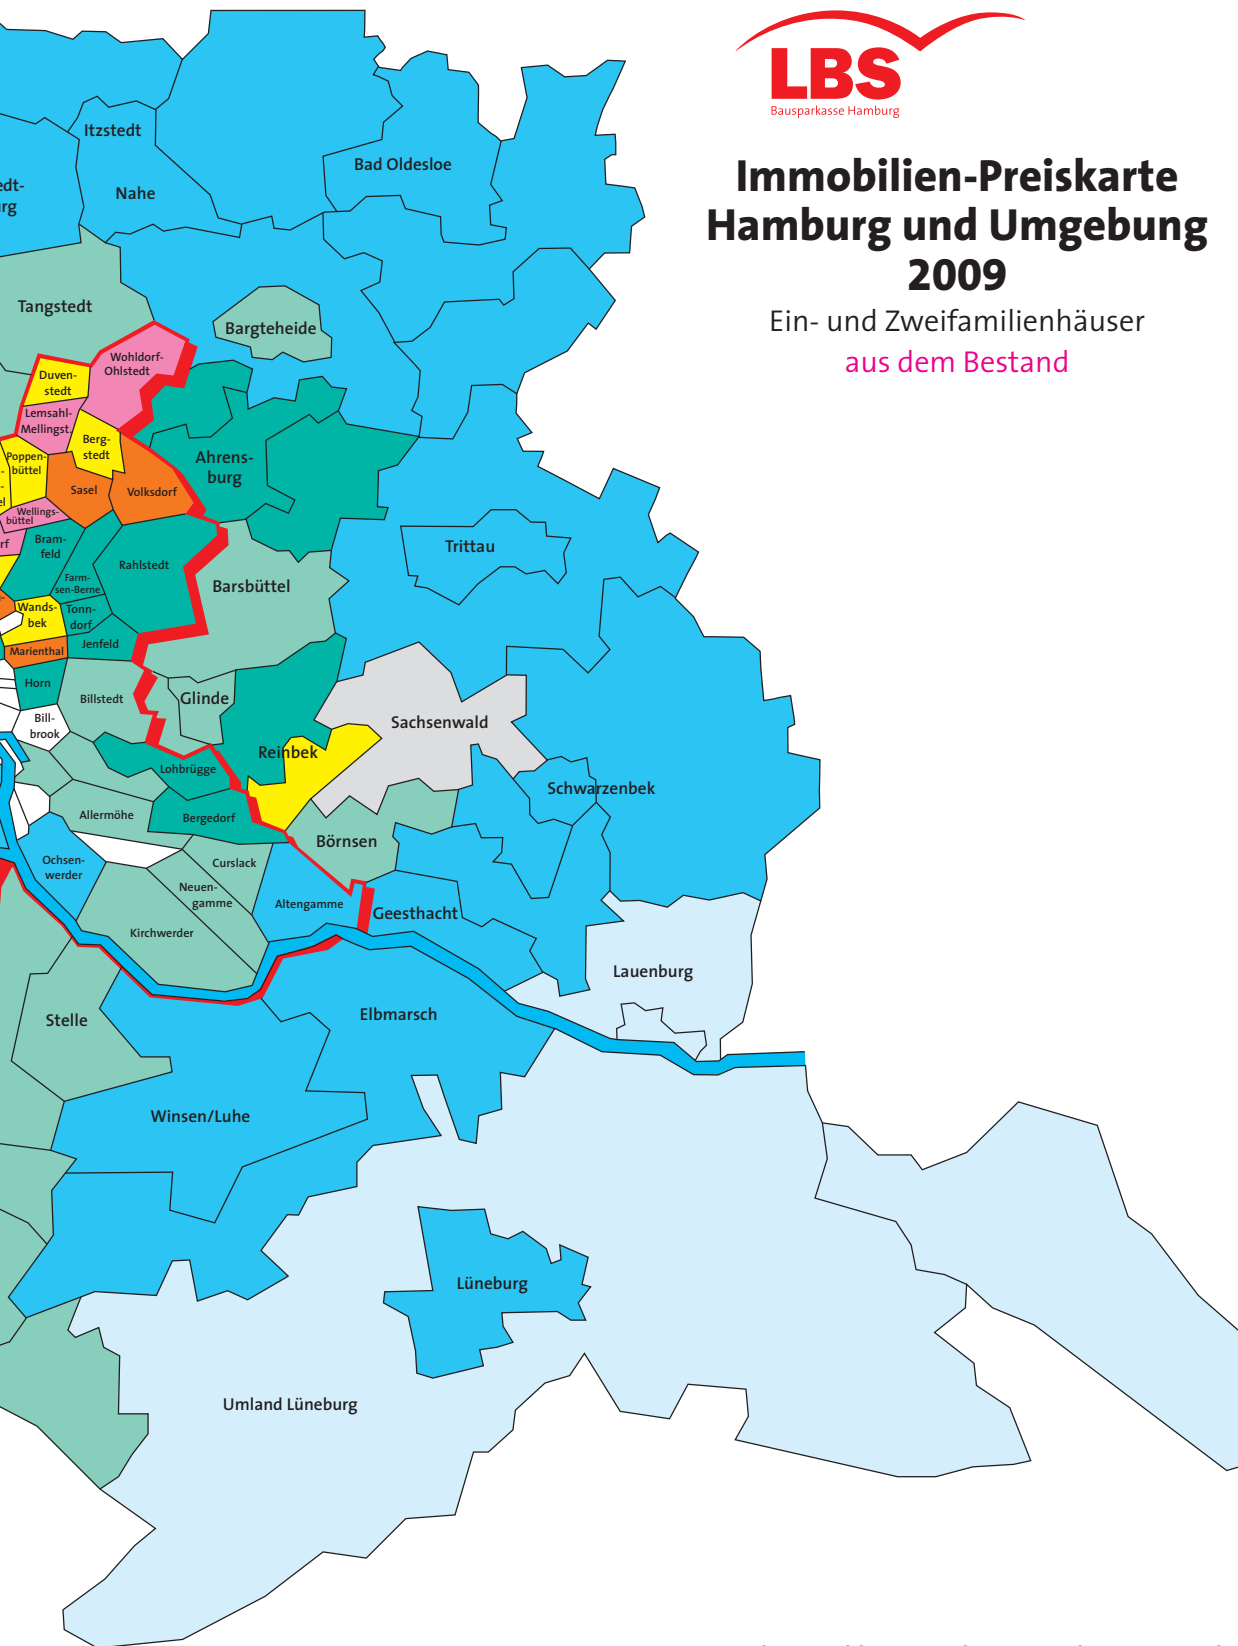 LBS
Bausparkasse Hamburg
Immobilien-Preiskarte
Hamburg und Umgebung
2009
Ein- und Zweifamilienhäuser
aus dem Bestand
Itzstedt
Nahe
edt-
rg
Bad Oldesloe
Tangstedt
Bargteheide
Wohldorf-
Ohlstedt
Duven-
stedt
Lemsahl-
Mellingst.
Berg-
stedt
Poppen-
büttel
el
Sasel
Volksdorf
Ahrens-
burg
Wellings-
büttel
rf
Bram-
feld
Rahlstedt
Farm-
sen-Berne
Trittau
Barsbüttel
Wands-
bek
Tonn-
dorf
Marienthal
Jenfeld
Horn
Billstedt
Glinde
Bill-
brook
Sachsenwald
Reinbek
Lohbrügge
Schwarzenbek
Allermöhe
Bergedorf
Börnsen
Ochsen-
werder
Curslack
Neuen-
gamme
Altengamme
Geesthacht
Kirchwerder
Lauenburg
Stelle
Elbmarsch
Winsen/Luhe
Lüneburg
Umland Lüneburg